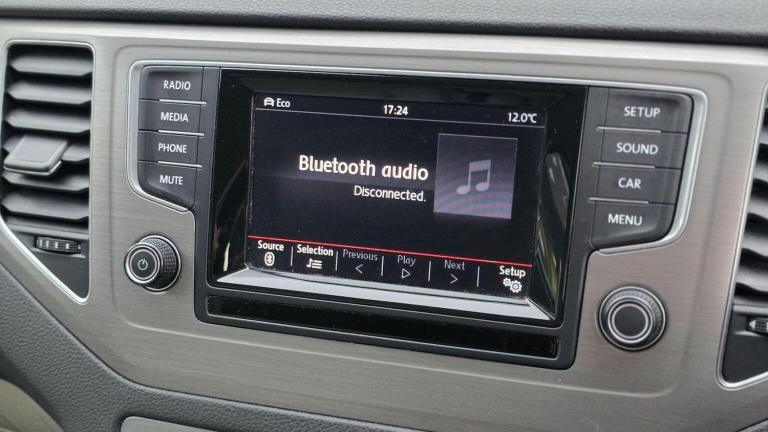 RADIO
MEDIA
PHONE
MUTE
Eco
17:24
12.0°C
Bluetooth audio
Disconnected.
Source
Selection
Previous
Play
Next
Setup
SETUP
SOUND
CAR
MENU